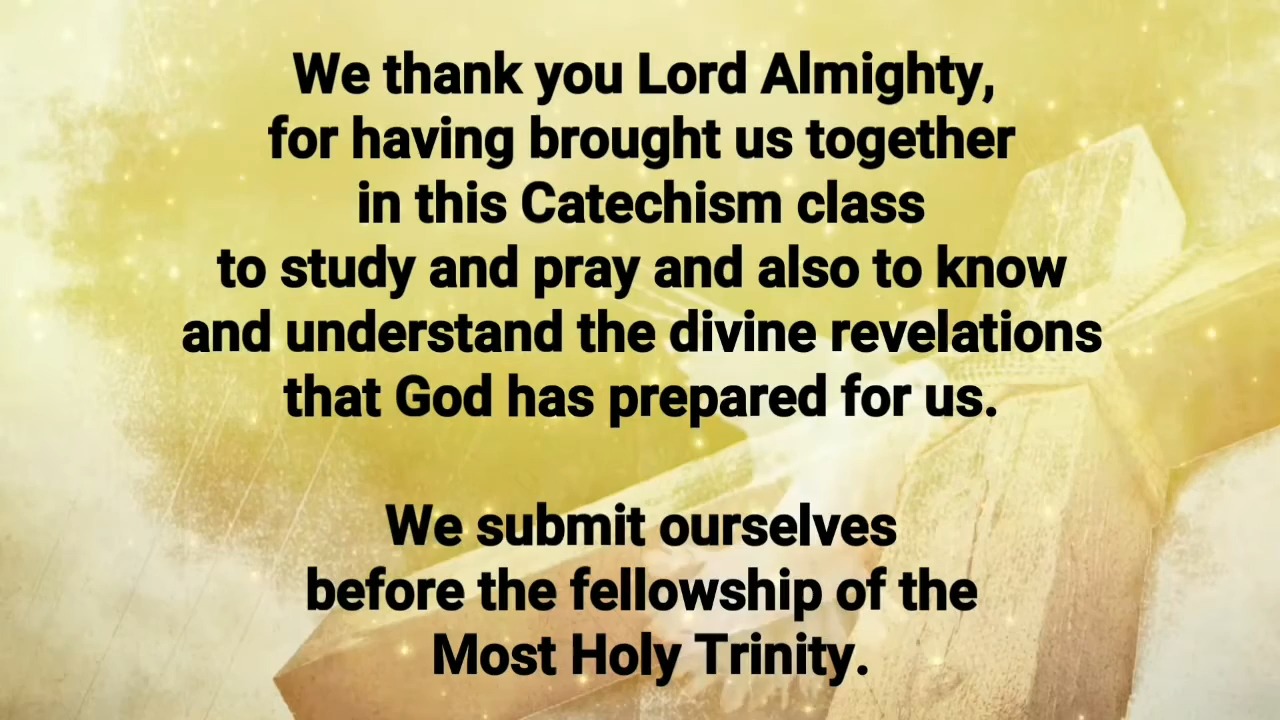 We thank you Lord Almighty,
for having brought us together
in this Catechism class
to study and pray and also to know
and understand the divine revelations
that God has prepared for us.
We submit ourselves
before the fellowship of the
Most Holy Trinity.